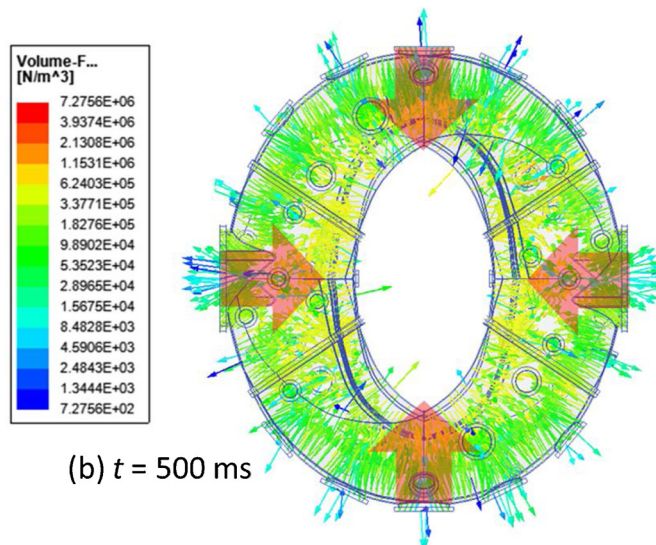 Volume-F...
[N/m^3]
7.2756E+06
3.9374E+06
2.1308E+06
1.1531E+06
6.2403E+05
3.3771E+05
1.8276E+05
9.8902E+04
5.3523E+04
2.8965E+04
1.5675E+04
8.4828E+03
4.5906E+03
2.4843E+03
1.3444E+03
7.2756E+02
(b) t = 500 ms